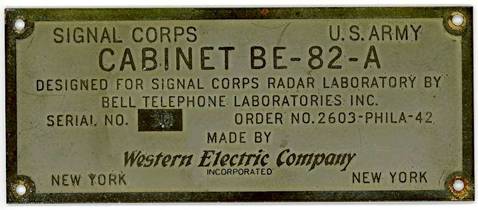 SIGNAL CORPS U.S. ARMY
CABINET BE-82-A
DESIGNED FOR SIGNAL CORPS RADAR LABORATORY BY
BELL TELEPHONE LABORATORIES INC.
SERIAL NO. ORDER NO. 2603-PHILA-42
MADE BY
Western Electric Company
INCORPORATED
NEW YORK NEW YORK